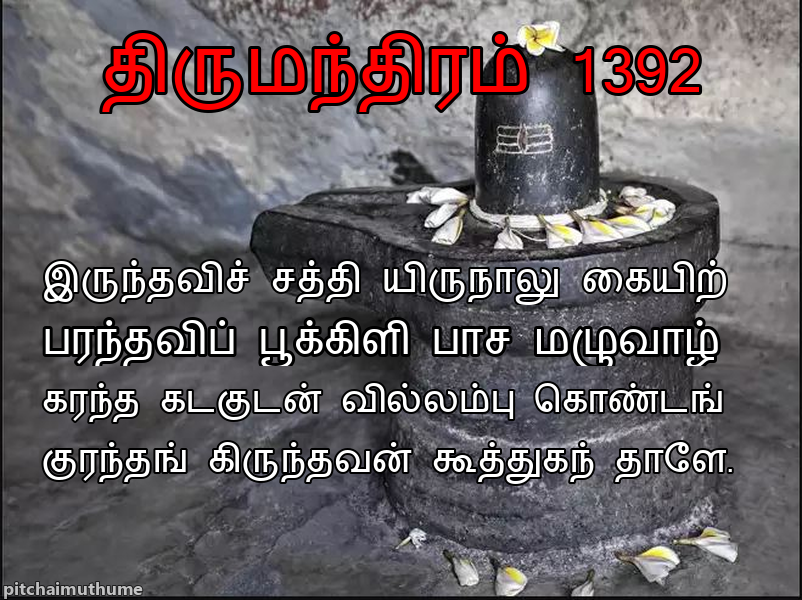 திருமந்திரம் 1392
இருந்தவிச் சத்தி யிருநாலு கையிற்
பரந்தவிப் பூக்கிளி பாச மழுவாழ்
கரந்த கடகுடன் வில்லம்பு கொண்டங்
குரந்தங் கிருந்தவன் கூத்துகந் தாளே.
pitchaimuthume